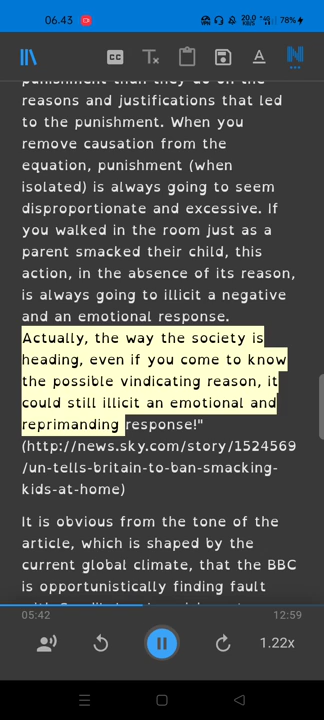 06.43
20.0 KB/S
4G
78%
CC
T
A
N
punishment than they do on the
reasons and justifications that led
to the punishment. When you
remove causation from the
equation, punishment (when
isolated) is always going to seem
disproportionate and excessive. If
you walked in the room just as a
parent smacked their child, this
action, in the absence of its reason,
is always going to illicit a negative
and an emotional response.
Actually, the way the society is
heading, even if you come to know
the possible vindicating reason, it
could still illicit an emotional and
reprimanding response!"
(http://news.sky.com/story/1524569
/un-tells-britain-to-ban-smacking-
kids-at-home)
It is obvious from the tone of the
article, which is shaped by the
current global climate, that the BBC
is opportunistically finding fault
05:42
12:59
1.22x